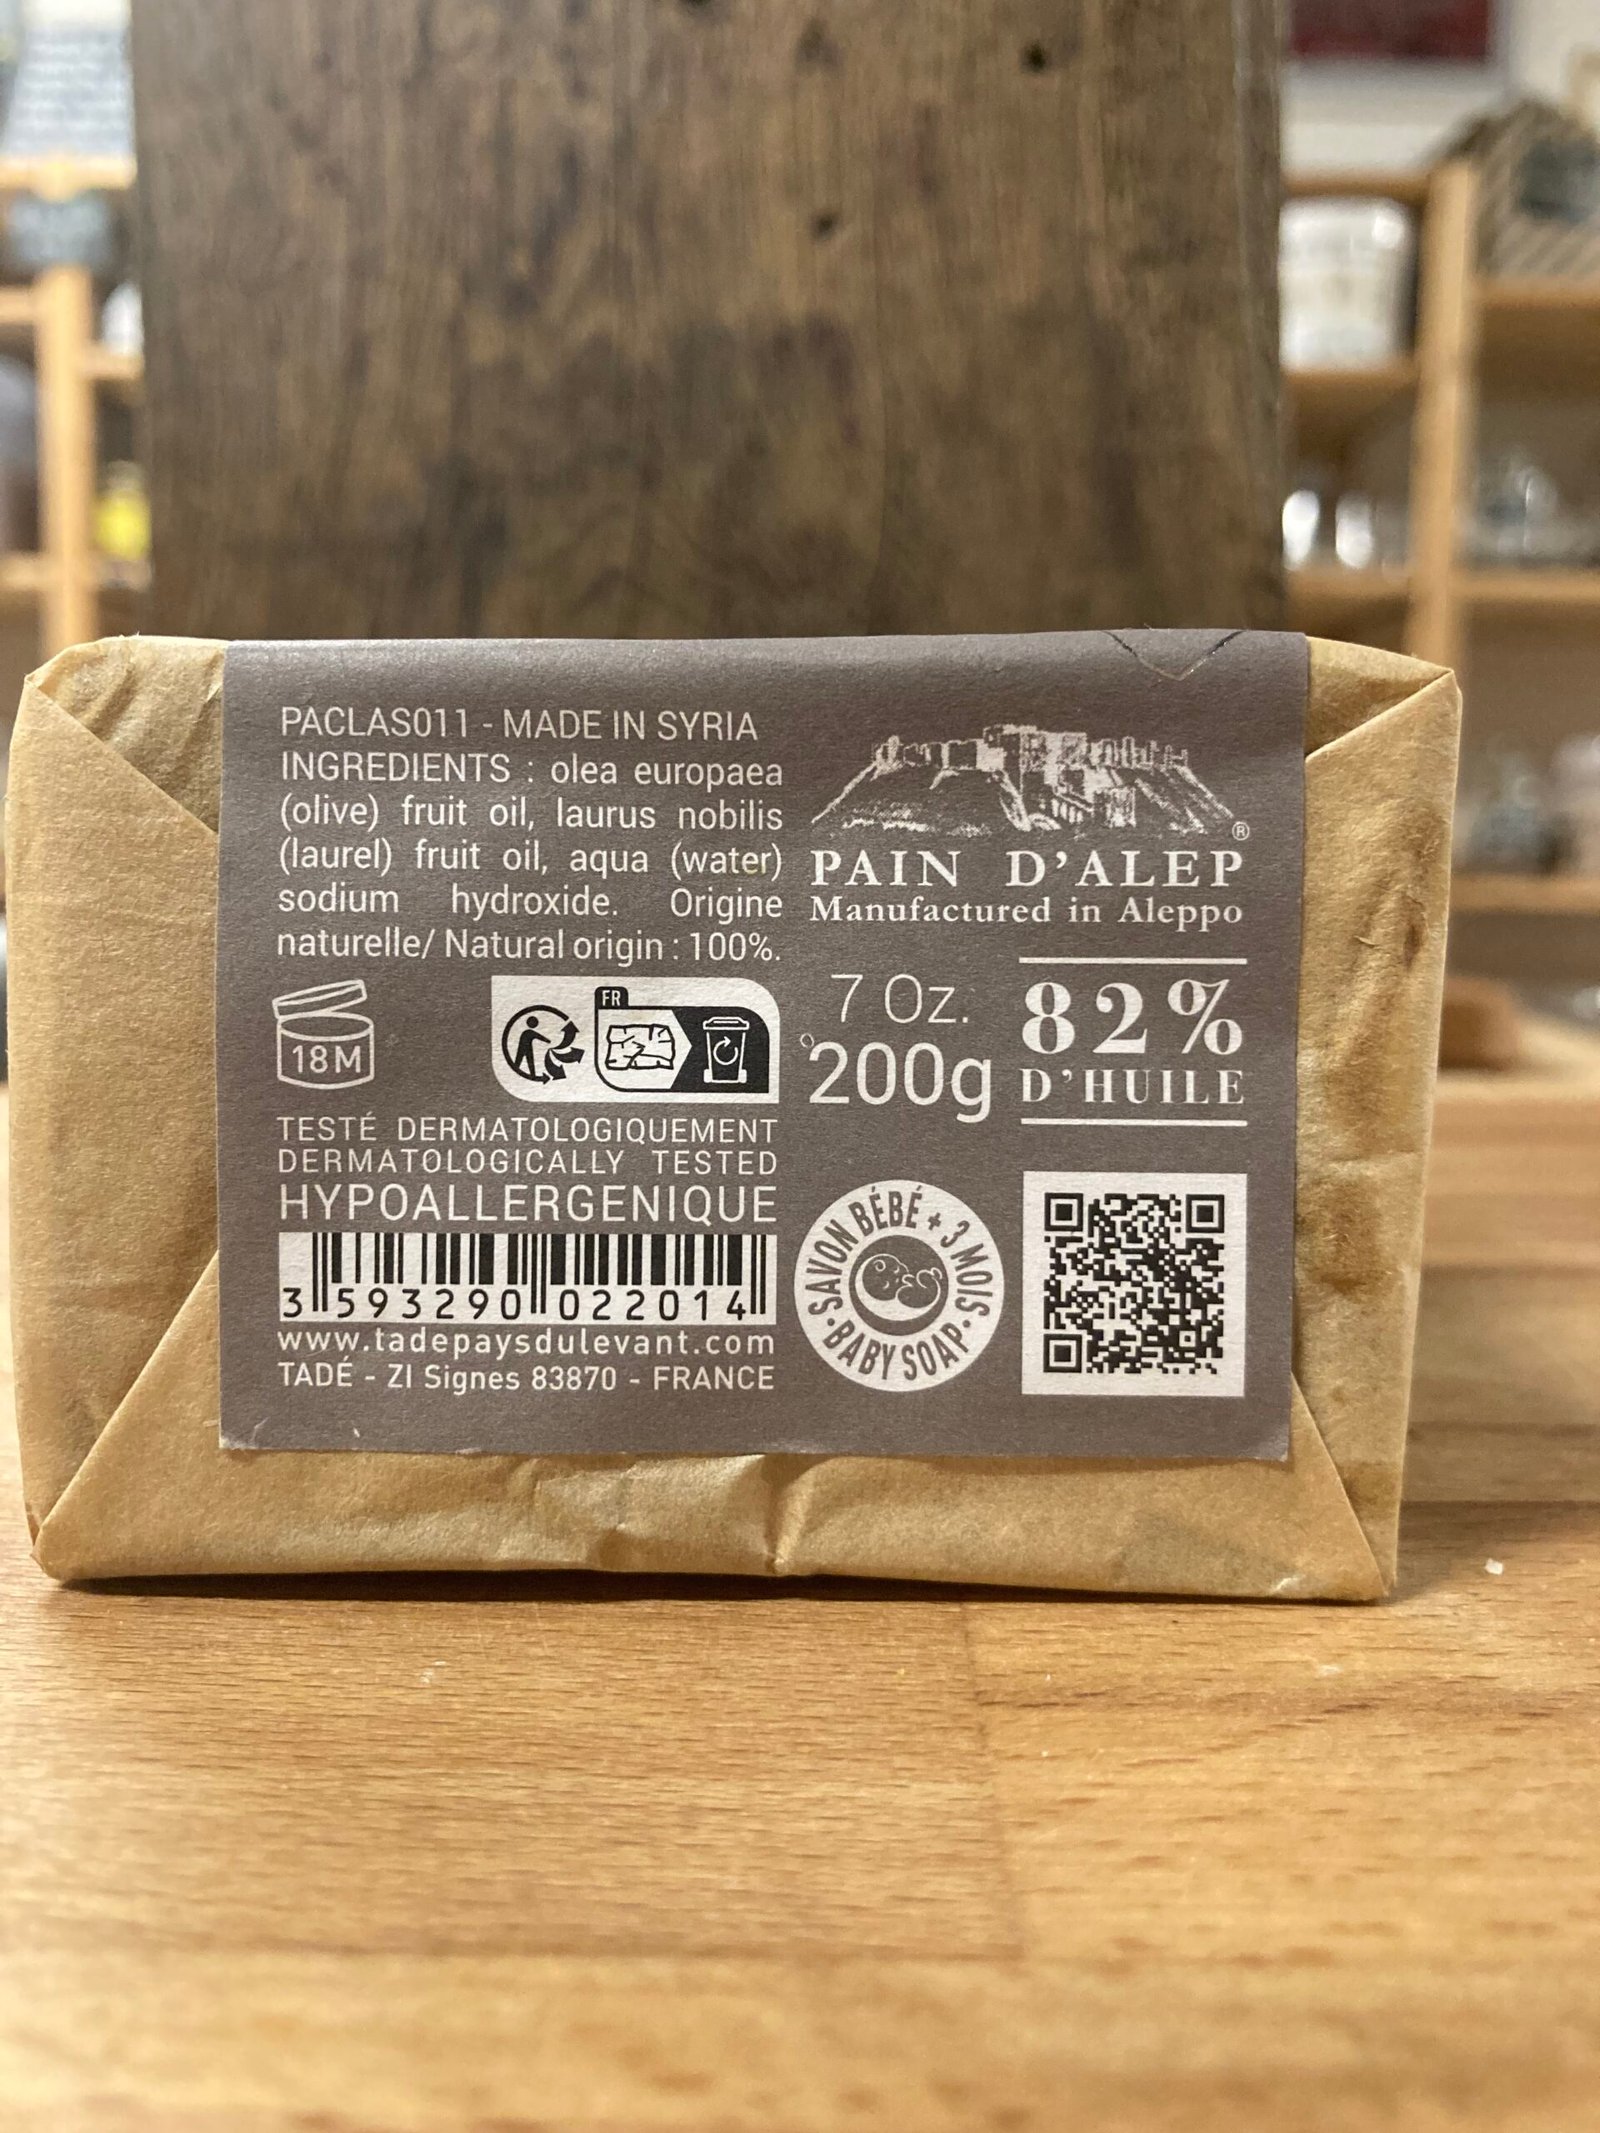 PACLAS011 - MADE IN SYRIA
INGREDIENTS : olea europaea
(olive) fruit oil, laurus nobilis
(laurel) fruit oil, aqua (water)
sodium hydroxide. Origine
naturelle/ Natural origin : 100%.
18M
FR
TESTÉ DERMATOLOGIQUEMENT
DERMATOLOGICALLY TESTED
HYPOALLERGENIQUE
3 593290 022014
www.tadepaysdulevant.com
TADÉ - ZI Signes 83870 - FRANCE
®
PAIN D'ALEP
Manufactured in Aleppo
7 Oz.
200g
82%
D'HUILE
SAVON BÉBÉ + 3 MOIS
BABY SOAP